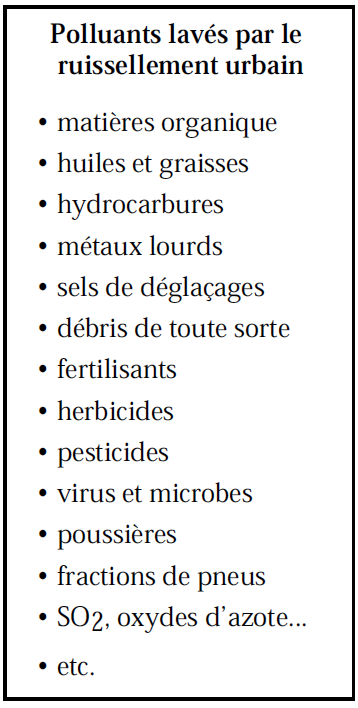 Polluants lavés par le
ruissellement urbain
• matières organique
• huiles et graisses
• hydrocarbures
• métaux lourds
• sels de déglaçages
• débris de toute sorte
• fertilisants
• herbicides
• pesticides
• virus et microbes
• poussières
• fractions de pneus
• SO2, oxydes d’azote...
• etc.